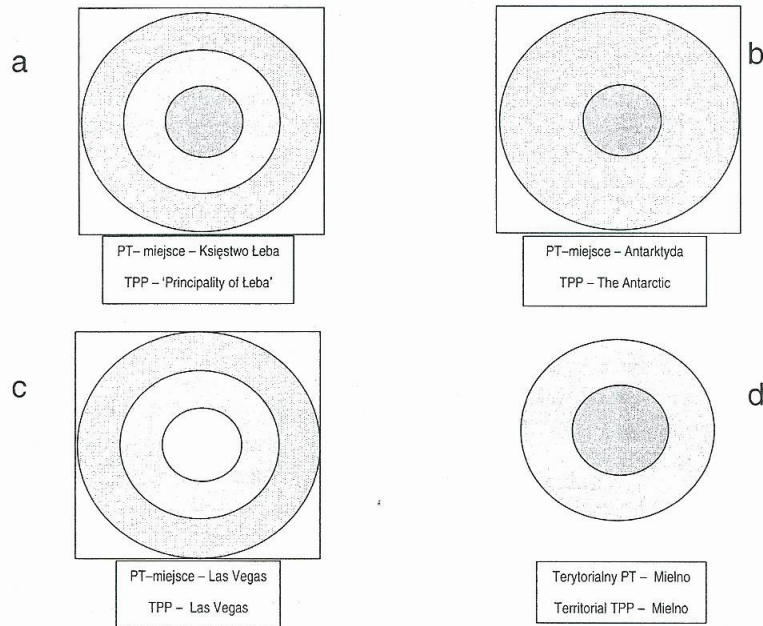 a
b
PT– miejsce – Księstwo Łeba
TPP – 'Principality of Łeba'
PT–miejsce – Antarktyda
TPP – The Antarctic
c
d
PT–miejsce – Las Vegas
TPP – Las Vegas
Terytorialny PT – Mielno
Territorial TPP – Mielno